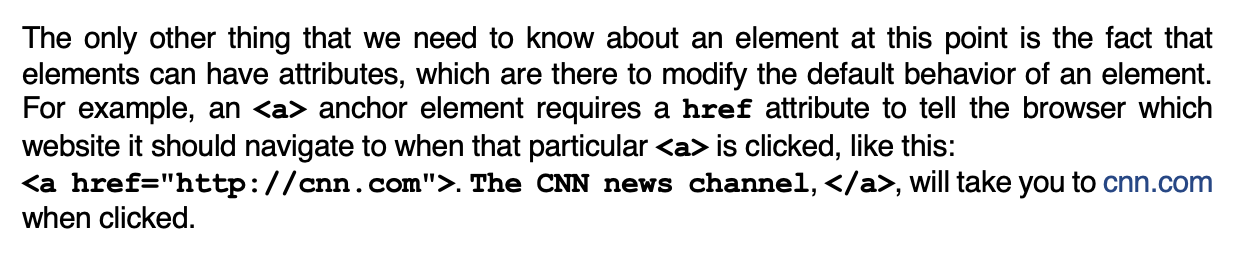 The only other thing that we need to know about an element at this point is the fact that
elements can have attributes, which are there to modify the default behavior of an element.
For example, an <a> anchor element requires a href attribute to tell the browser which
website it should navigate to when that particular <a> is clicked, like this:
<a href="http://cnn.com">. The CNN news channel, </a>, will take you to cnn.com
when clicked.